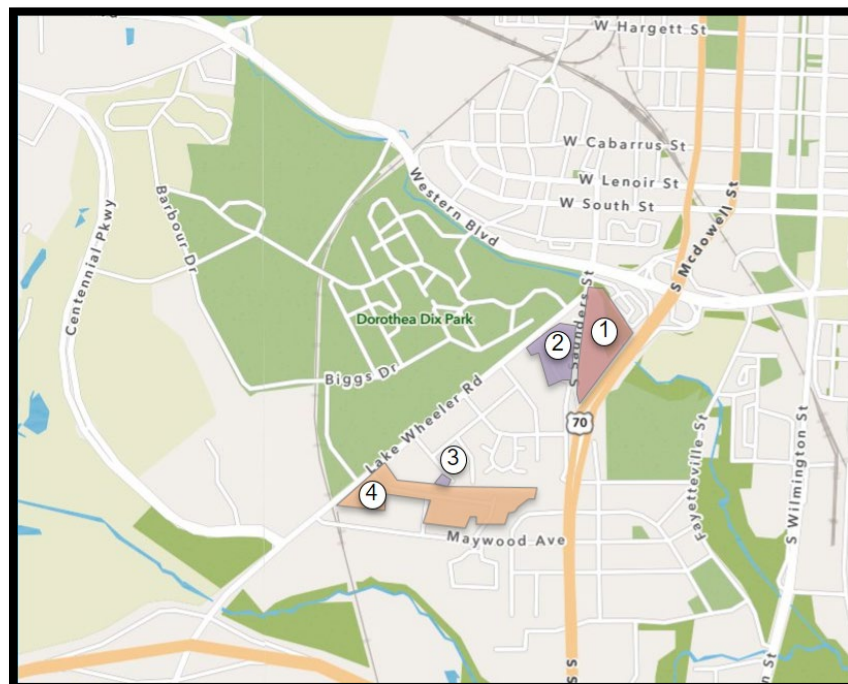 W Hargett St
W Cabarrus St
W Lenoir St
W South St
S Mcdowell St
Western Blvd
Barbour Dr
Centennial Pkwy
S Saunders St
1
Dorothea Dix Park
2
Biggs Dr
Lake Wheeler Rd
70
3
4
Fayetteville St
S Wilmington St
Maywood Ave
n St
S S